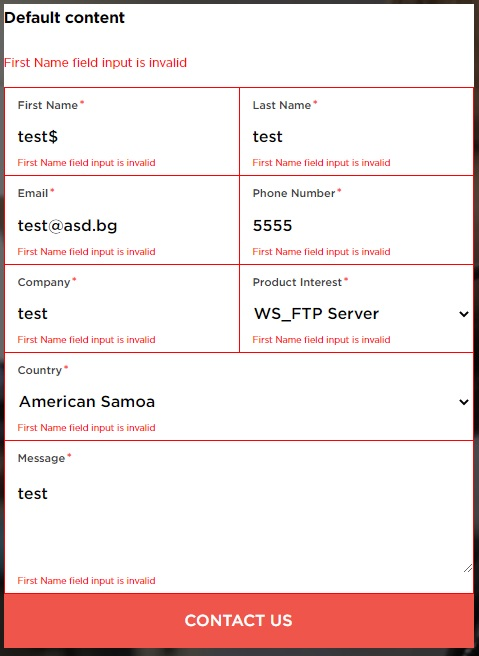 Default content
First Name field input is invalid
First Name*
Last Name*
test$
test
First Name field input is invalid
First Name field input is invalid
Email*
Phone Number*
test@asd.bg
5555
First Name field input is invalid
First Name field input is invalid
Company*
Product Interest*
test
WS_FTP Server
First Name field input is invalid
First Name field input is invalid
Country*
American Samoa
First Name field input is invalid
Message*
test
First Name field input is invalid
CONTACT US